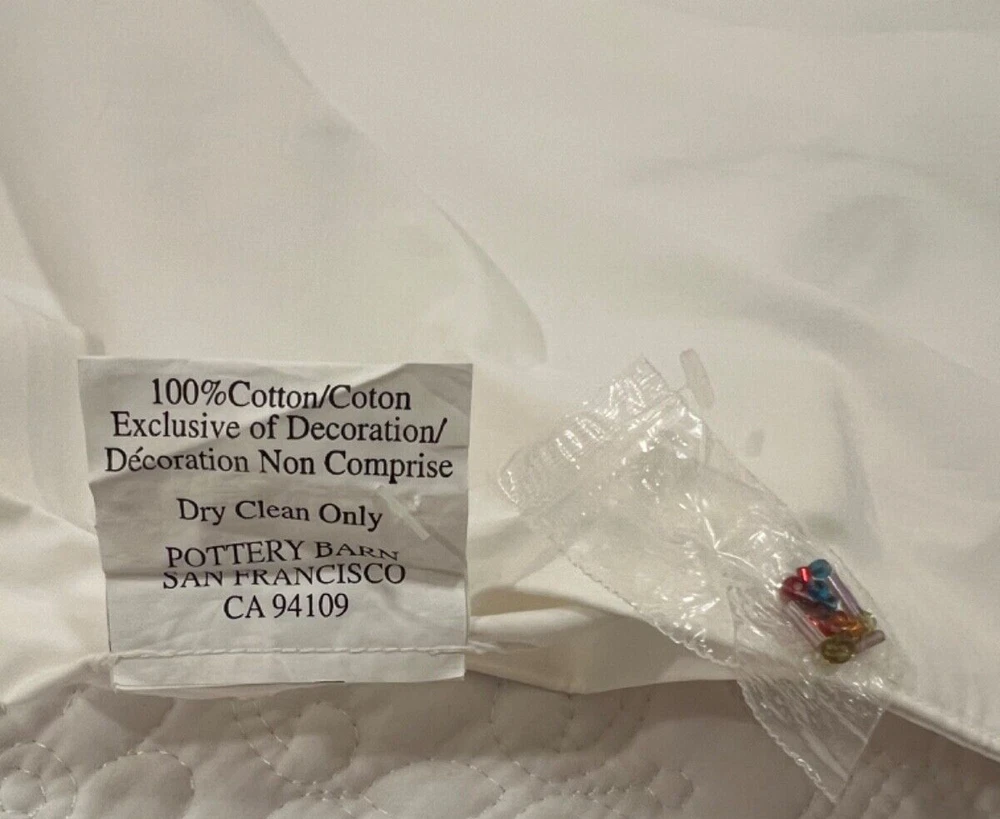 100%Cotton/Coton
Exclusive of Decoration/
Décoration Non Comprise
Dry Clean Only
POTTERY BARN
SAN FRANCISCO
CA 94109